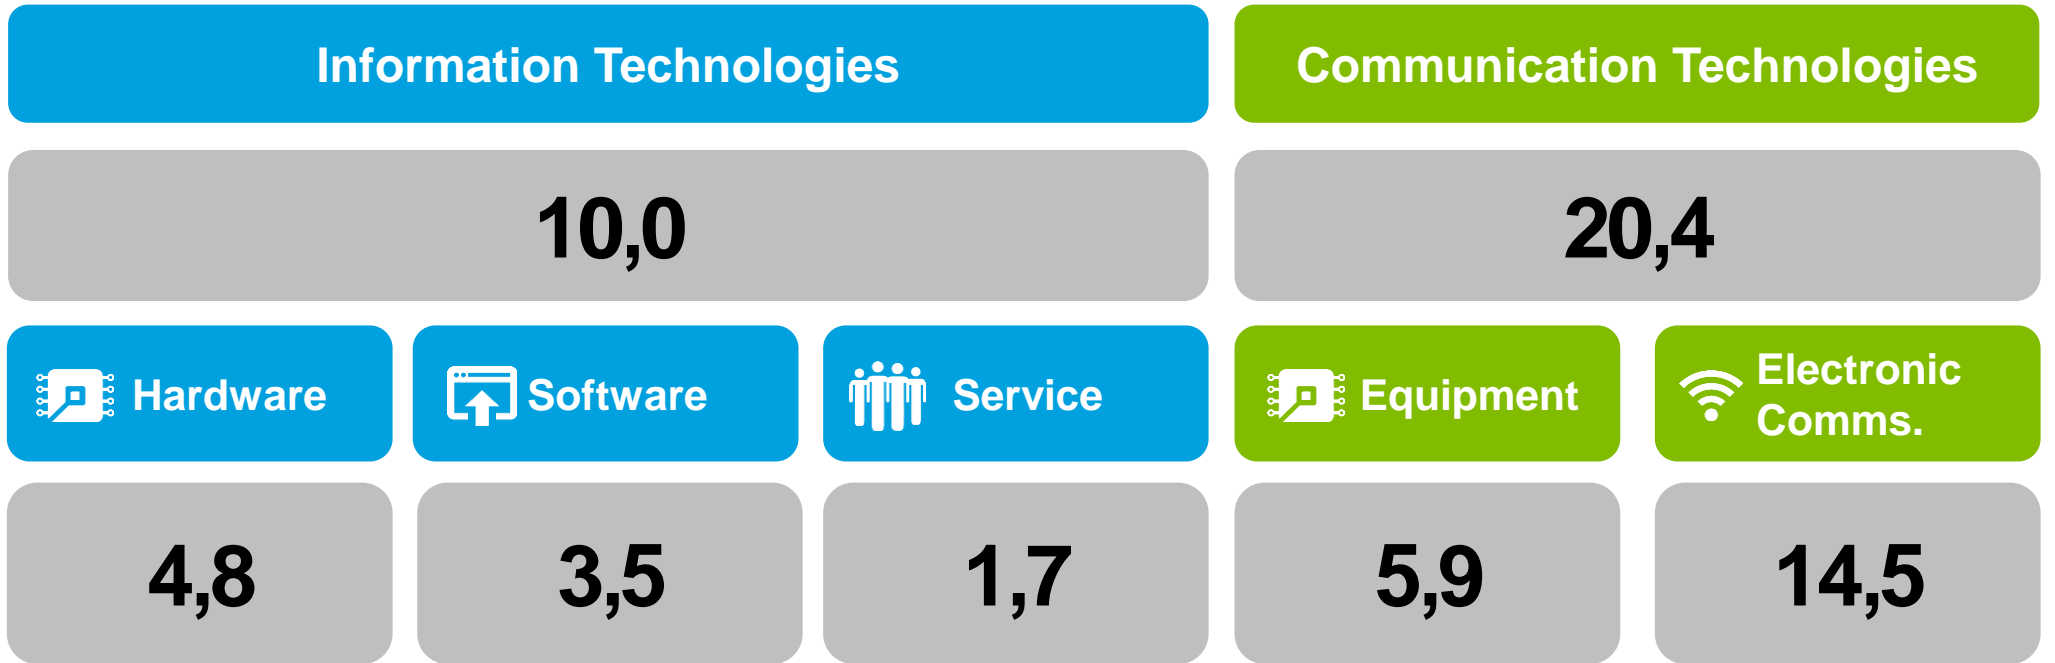 Information Technologies
Communication Technologies
10,0
20,4
Hardware
Software
Service
Equipment
Electronic
Comms.
4,8
3,5
1,7
5,9
14,5